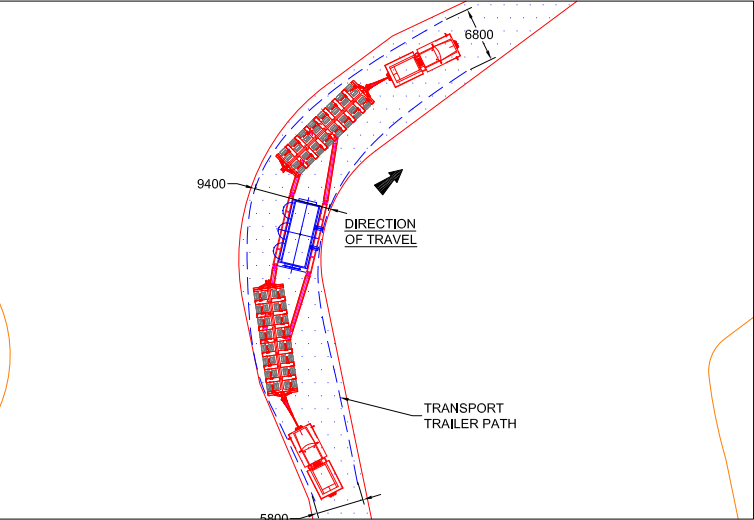 6800
9400
DIRECTION
OF TRAVEL
TRANSPORT
TRAILER PATH
5800